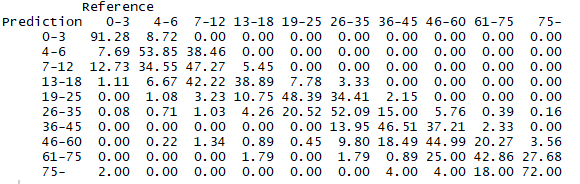 Reference
Prediction 0-3 4-6 7-12 13-18 19-25 26-35 36-45 46-60 61-75 75-
0-3 91.28 8.72 0.00 0.00 0.00 0.00 0.00 0.00 0.00 0.00
4-6 7.69 53.85 38.46 0.00 0.00 0.00 0.00 0.00 0.00 0.00
7-12 12.73 34.55 47.27 5.45 0.00 0.00 0.00 0.00 0.00 0.00
13-18 1.11 6.67 42.22 38.89 7.78 3.33 0.00 0.00 0.00 0.00
19-25 0.00 1.08 3.23 10.75 48.39 34.41 2.15 0.00 0.00 0.00
26-35 0.08 0.71 1.03 4.26 20.52 52.09 15.00 5.76 0.39 0.16
36-45 0.00 0.00 0.00 0.00 0.00 13.95 46.51 37.21 2.33 0.00
46-60 0.00 0.22 1.34 0.89 0.45 9.80 18.49 44.99 20.27 3.56
61-75 0.00 0.00 0.00 1.79 0.00 1.79 0.89 25.00 42.86 27.68
75- 2.00 0.00 0.00 0.00 0.00 0.00 4.00 4.00 18.00 72.00